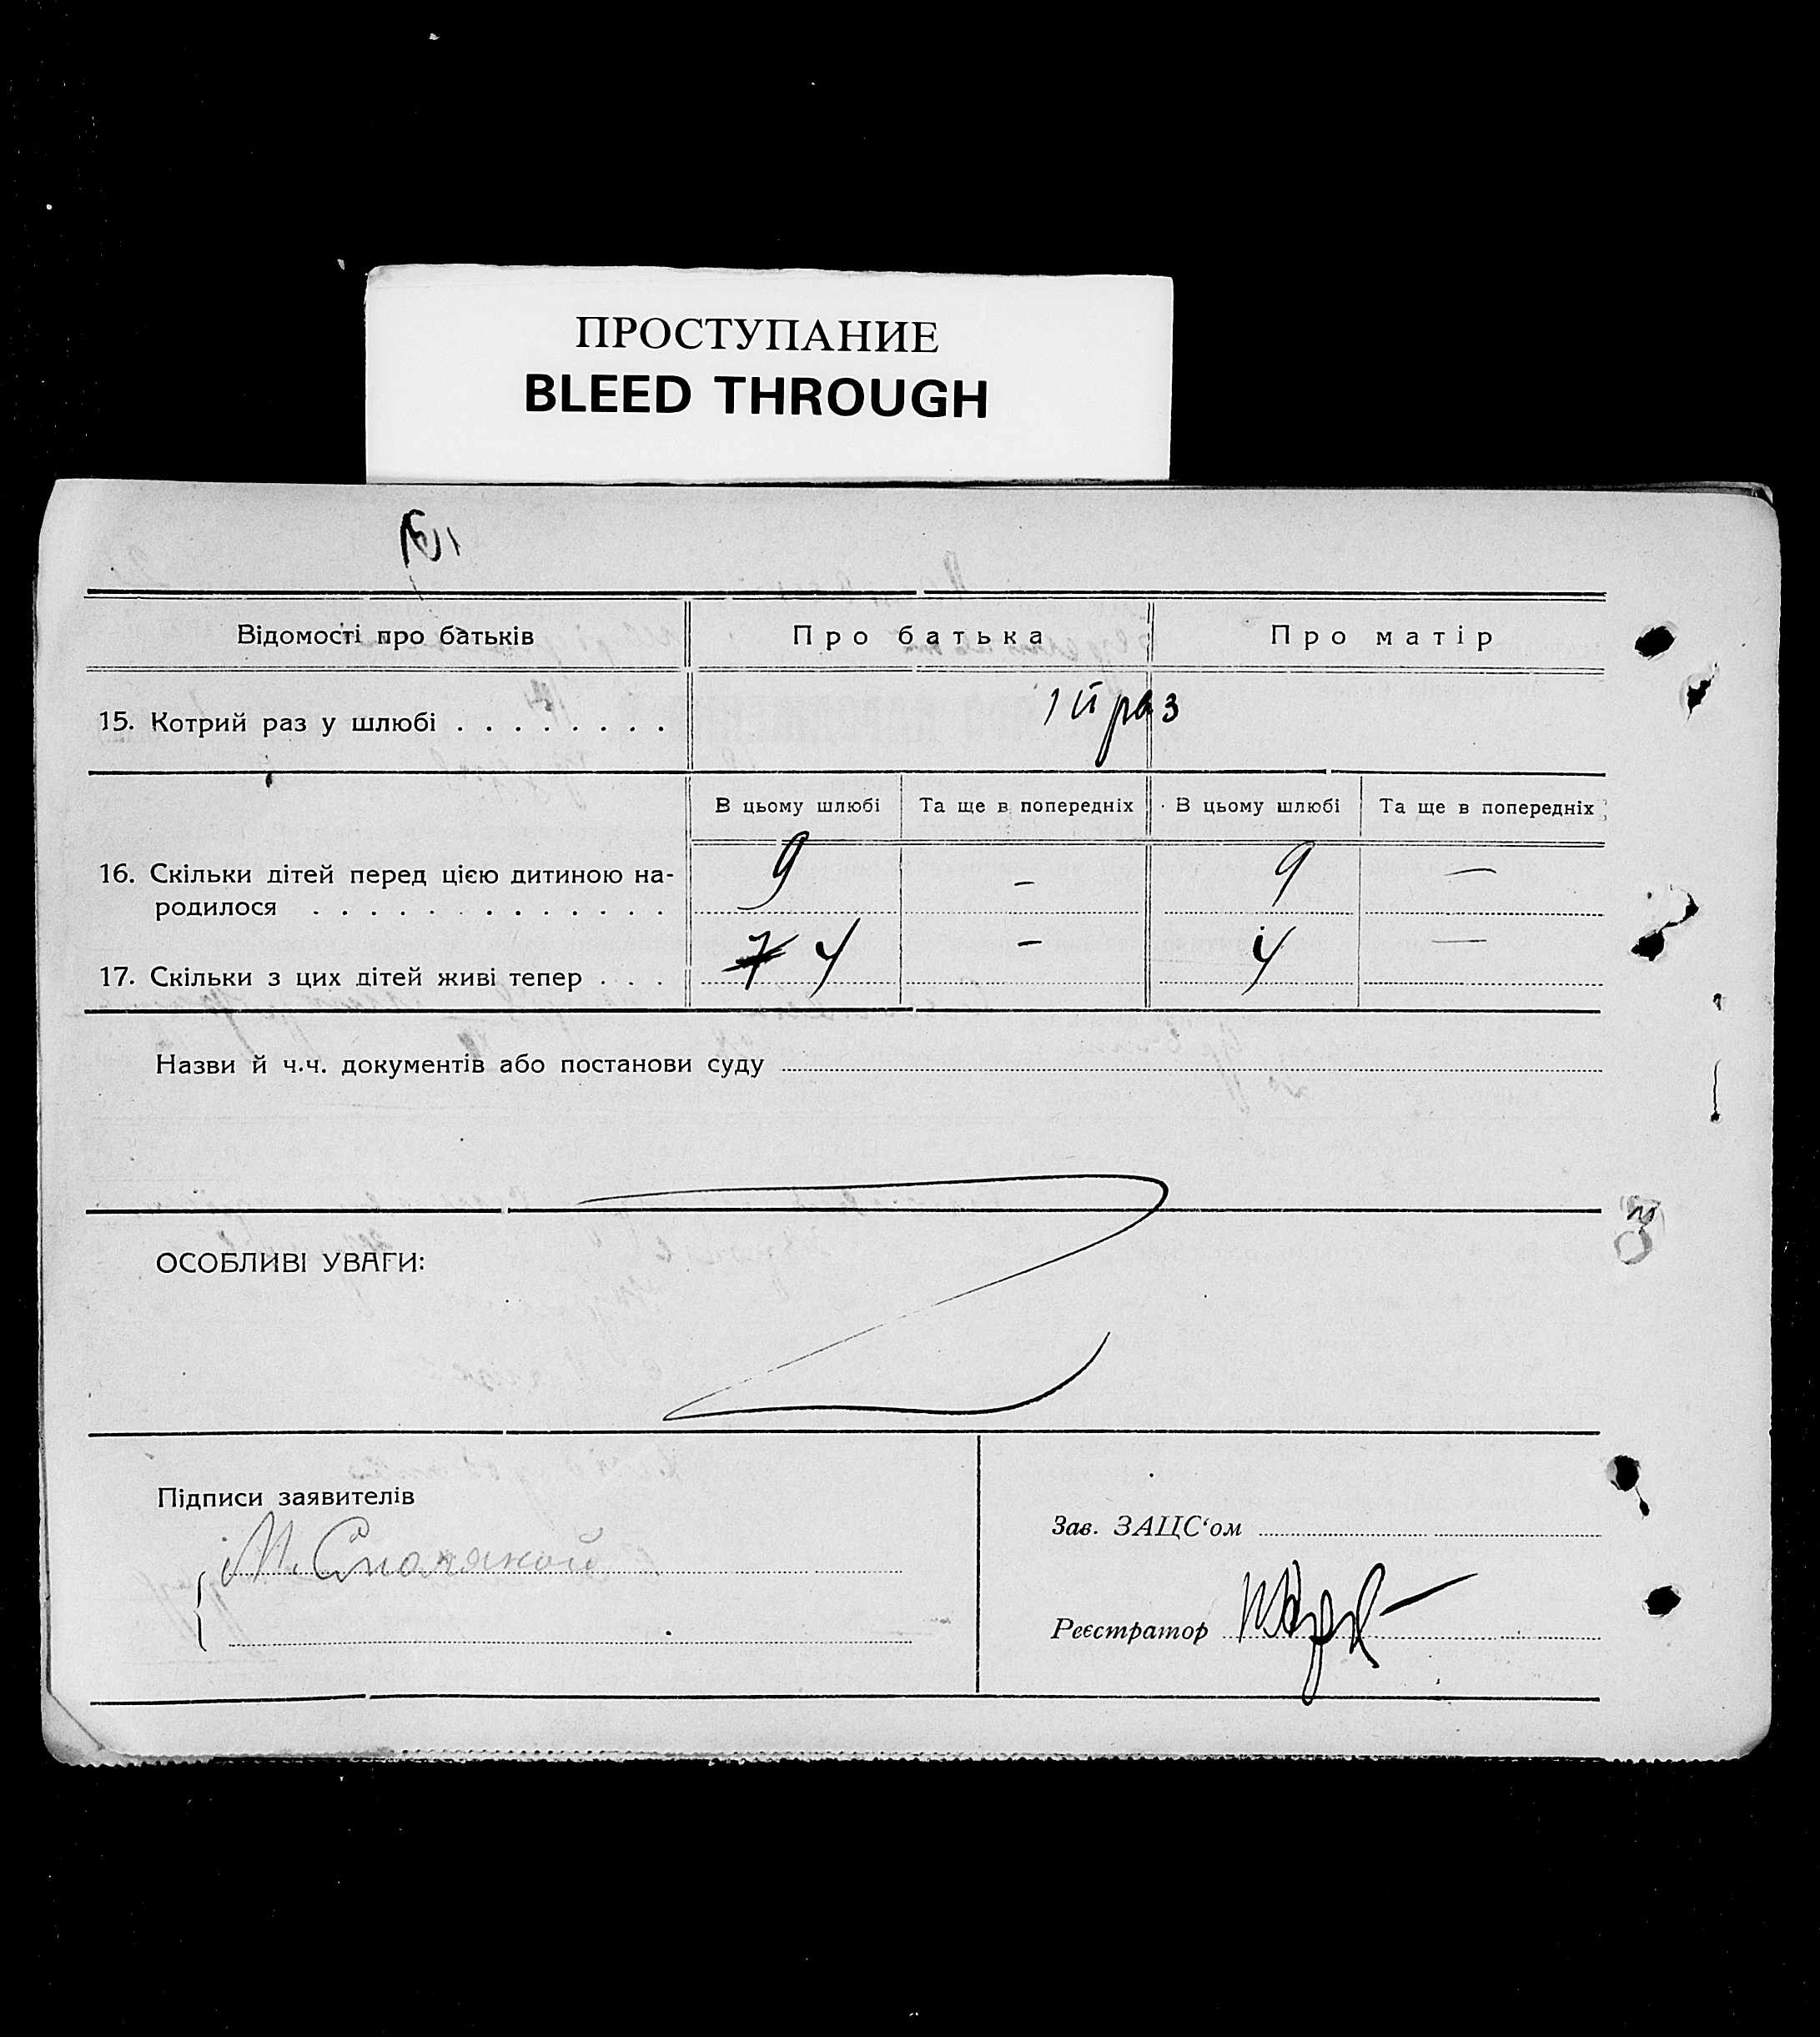 ПРОСТУПАНИЕ
BLEED THROUGH
Відомості про батьків Про батька Про матір
15. Котрий раз у шлюбі . . . . . . . . 1й раз
В цьому шлюбі Та ще в попередніх В цьому шлюбі Та ще в попередніх
16. Скільки дітей перед цією дитиною на-
родилося . . . . . . . . . . . . . 9 – 9 —
17. Скільки з цих дітей живі тепер . . . 7 4 – 4 —
Назви й ч.ч. документів або постанови суду
ОСОБЛИВІ УВАГИ:
Підписи заявителів
М.
Зав. ЗАЦС‘ом
Реєстратор